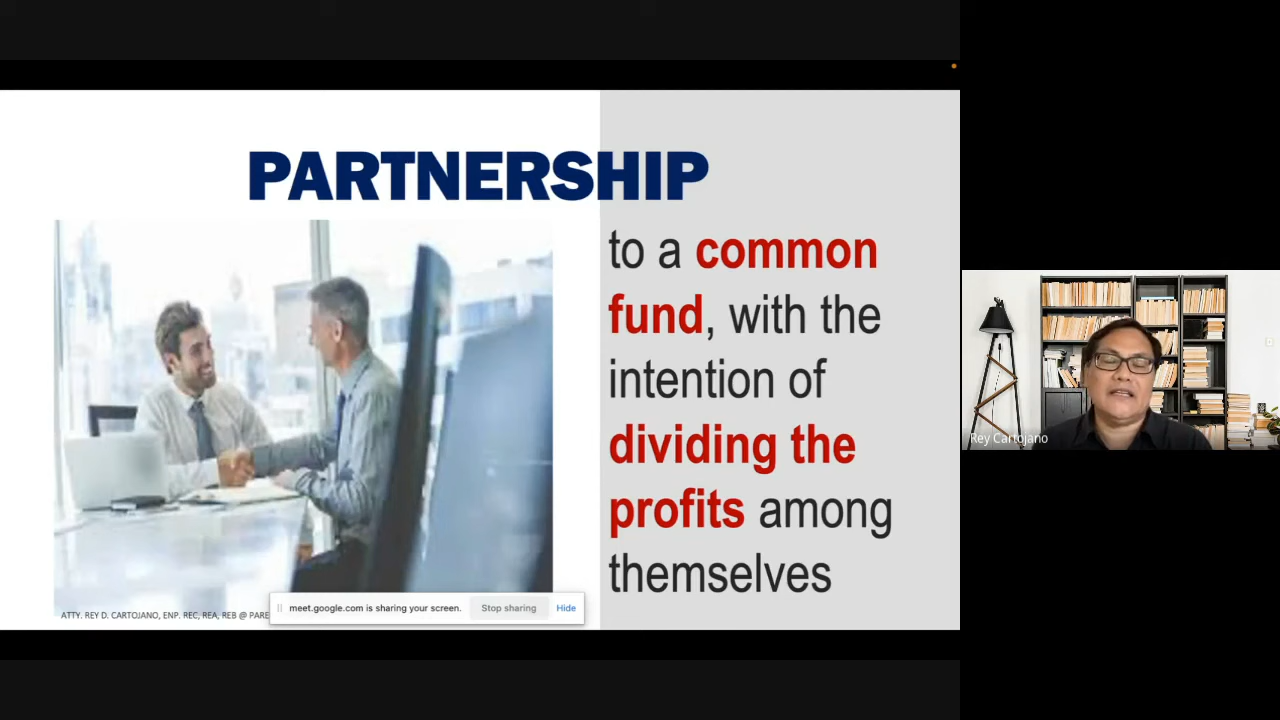 PARTNERSHIP
to a common
fund, with the
intention of
dividing the
profits among
themselves
ATTY. REY D. CARTOJANO, ENP. REC, REA, REB @ PARE
meet.google.com is sharing your screen.
Stop sharing
Hide
Rey Cartojano